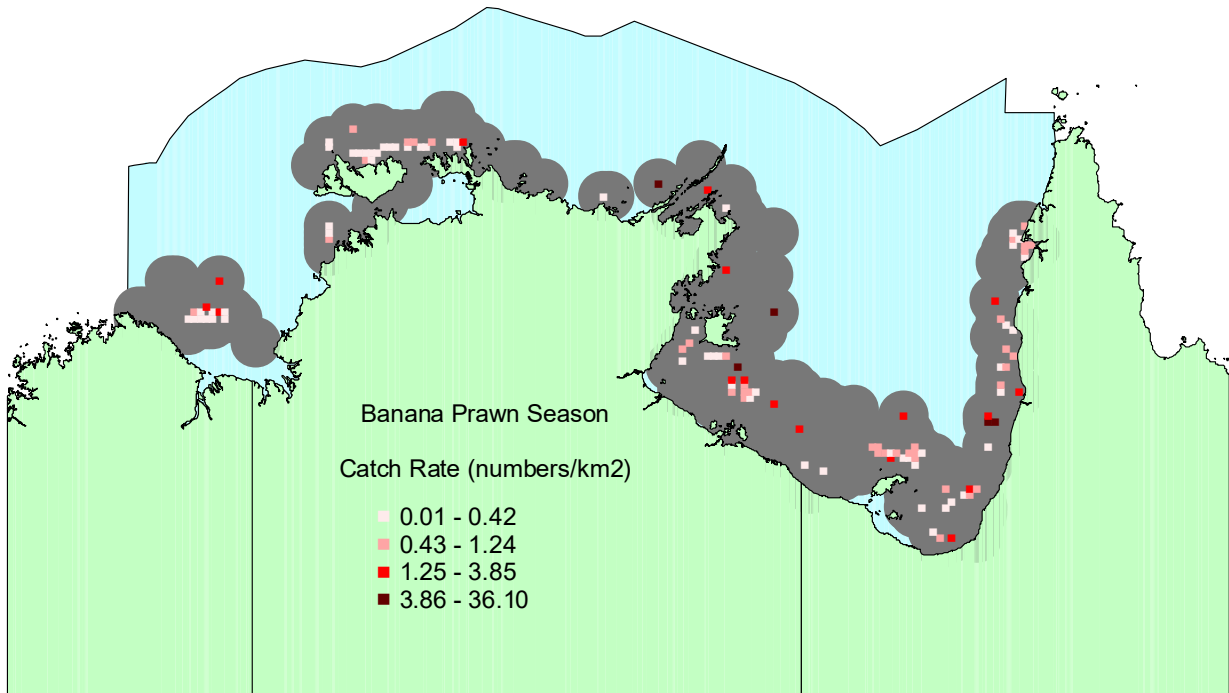 Banana Prawn Season
Catch Rate (numbers/km2)
0.01 - 0.42
0.43 - 1.24
1.25 - 3.85
3.86 - 36.10